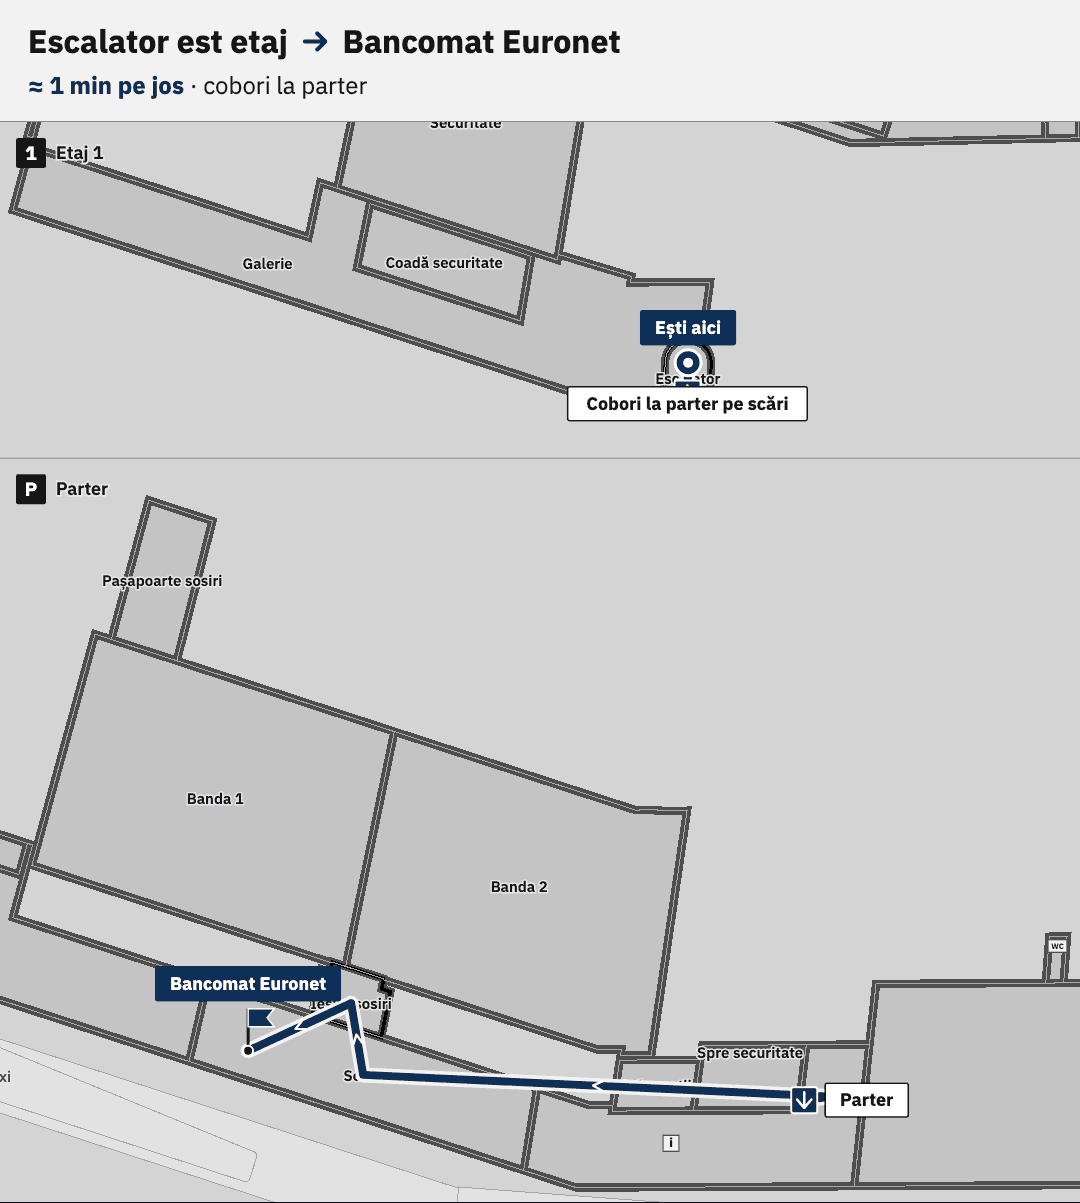 Escalator est etaj → Bancomat Euronet
≈ 1 min pe jos · cobori la parter
Securitate
1 Etaj 1
Galerie
Coadă securitate
Ești aici
Cobori la parter pe scări
P Parter
Pașapoarte sosiri
Banda 1
Banda 2
WC
Bancomat Euronet
sosiri
Spre securitate
xi
Parter
i